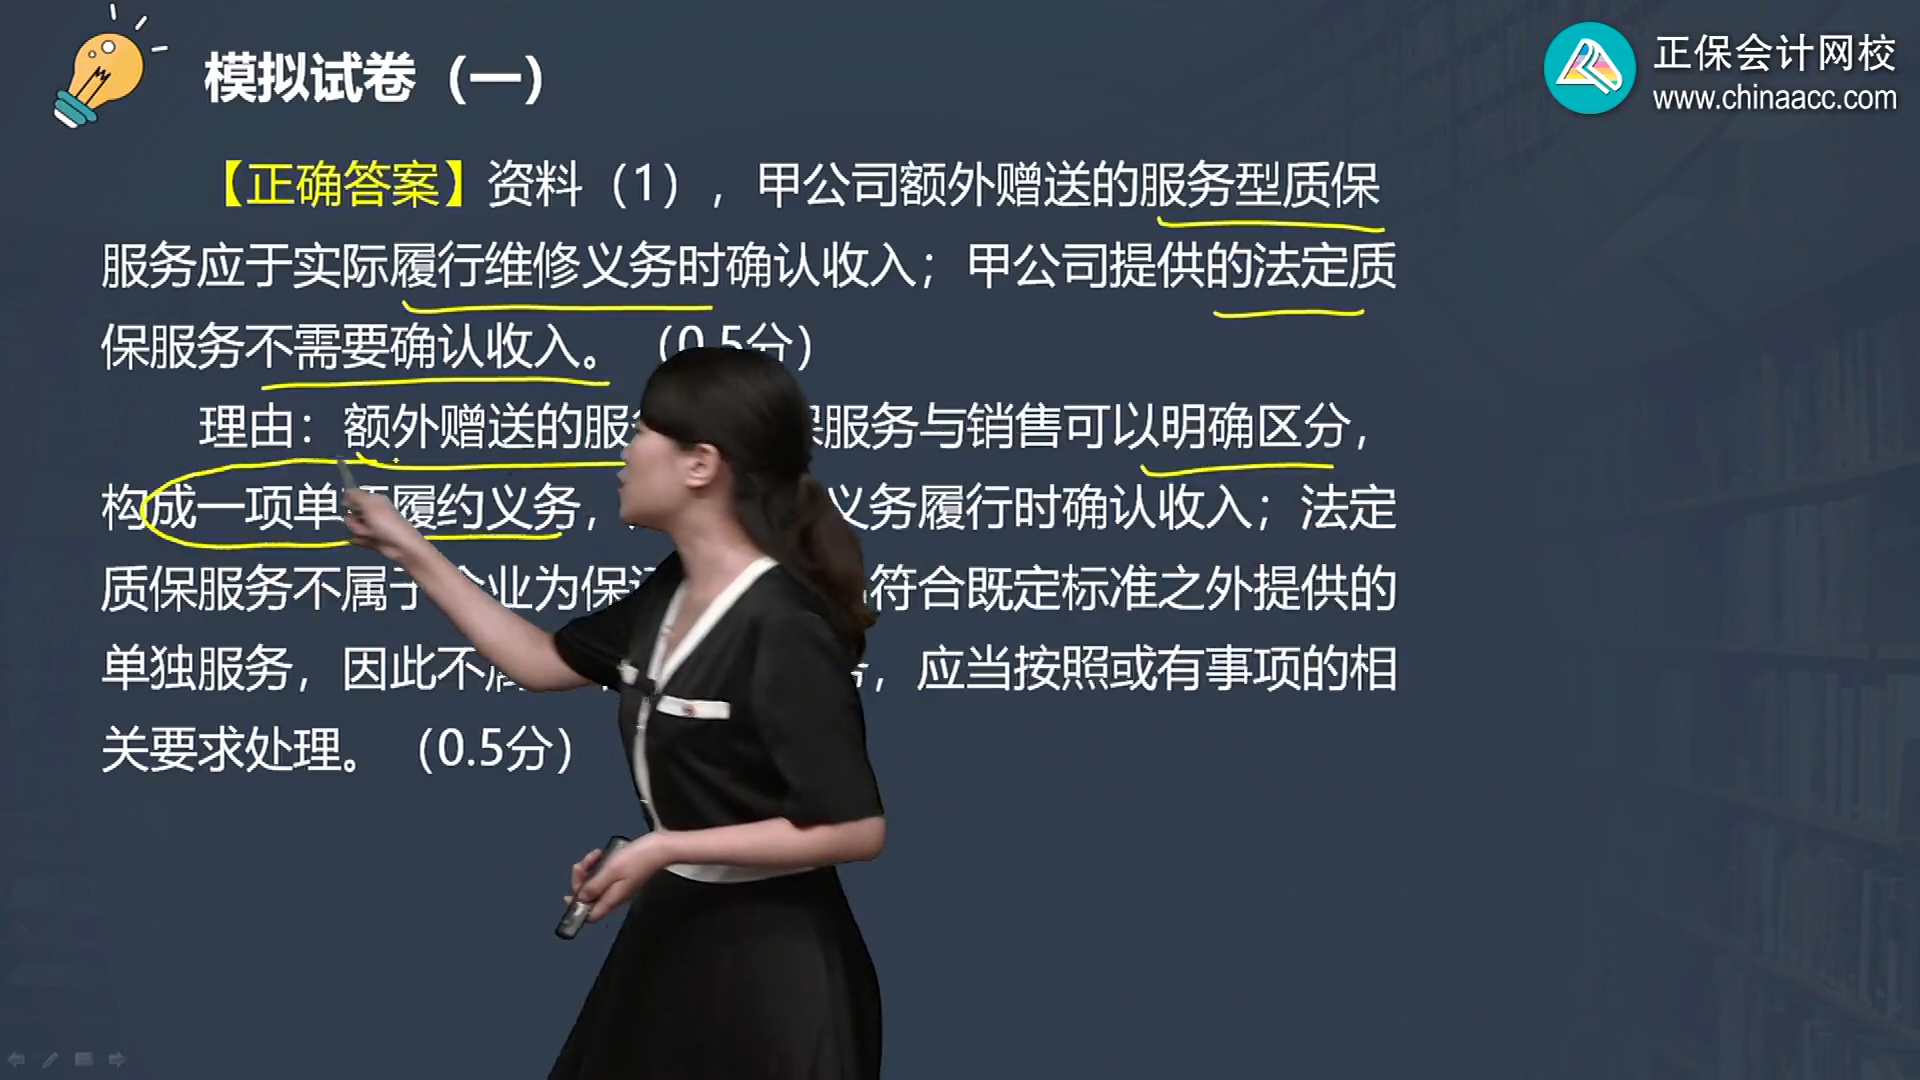 模拟试卷（一）
正保会计网校
www.chinaacc.com
【正确答案】资料（1），甲公司额外赠送的服务型质保
服务应于实际履行维修义务时确认收入；甲公司提供的法定质
保服务不需要确认收入。（0.5分）
理由：额外赠送的服 服务与销售可以明确区分，
构成一项单 履约义务， 义务履行时确认收入；法定
质保服务不属于企业为保 符合既定标准之外提供的
单独服务，因此不 ，应当按照或有事项的相
关要求处理。（0.5分）